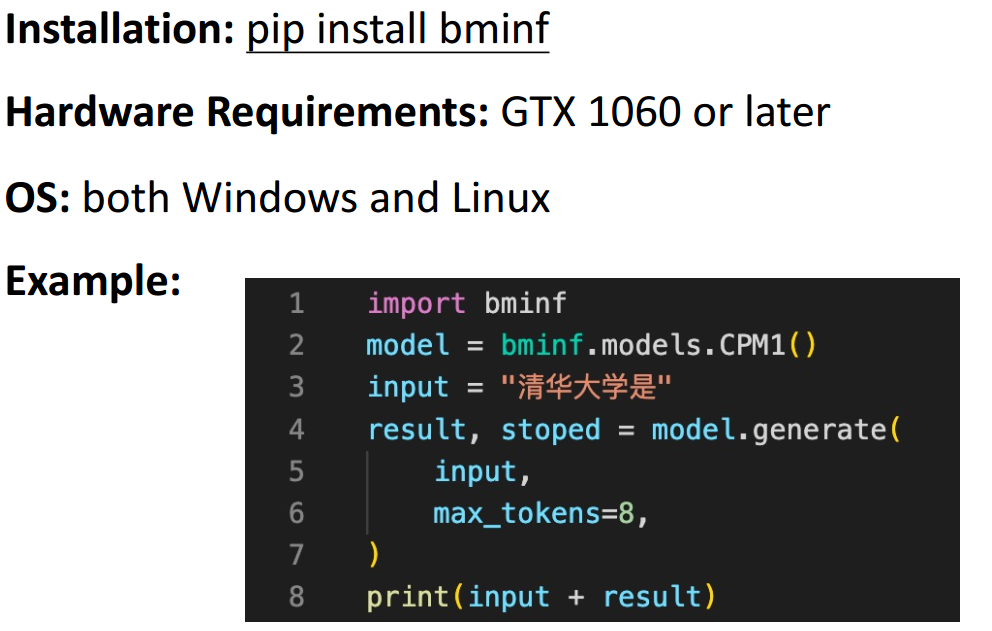 Installation: pip install bminf
Hardware Requirements: GTX 1060 or later
OS: both Windows and Linux
Example:
1 import bminf
2 model = bminf.models.CPM1()
3 input = "清华大学是"
4 result, stoped = model.generate(
5     input,
6     max_tokens=8,
7 )
8 print(input + result)